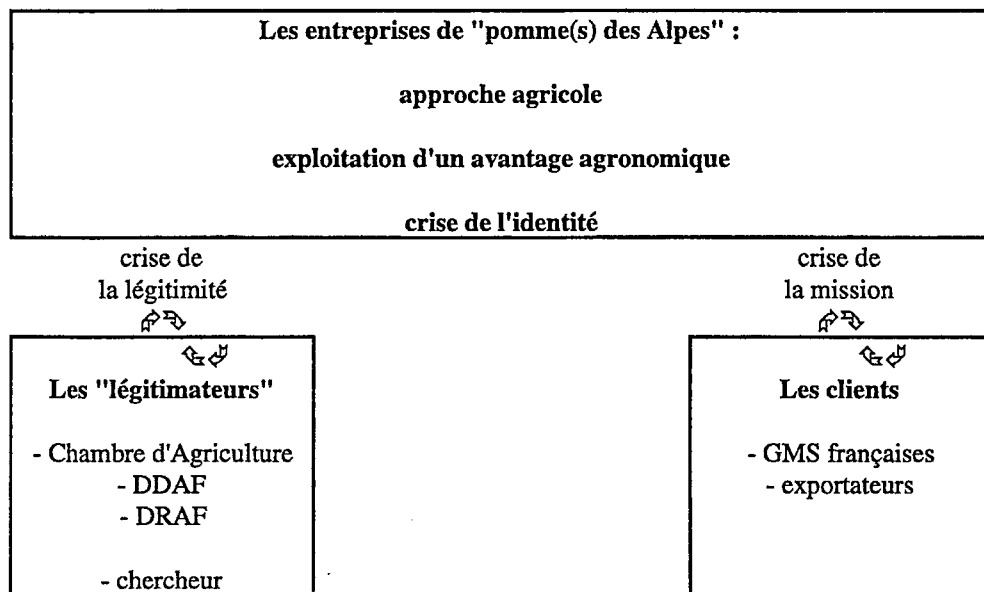 Les entreprises de "pomme(s) des Alpes" :
approche agricole
exploitation d'un avantage agronomique
crise de l'identité
crise de
la légitimité
crise de
la mission
Les "légitimateurs"
- Chambre d'Agriculture
- DDAF
- DRAF
- chercheur
Les clients
- GMS françaises
- exportateurs